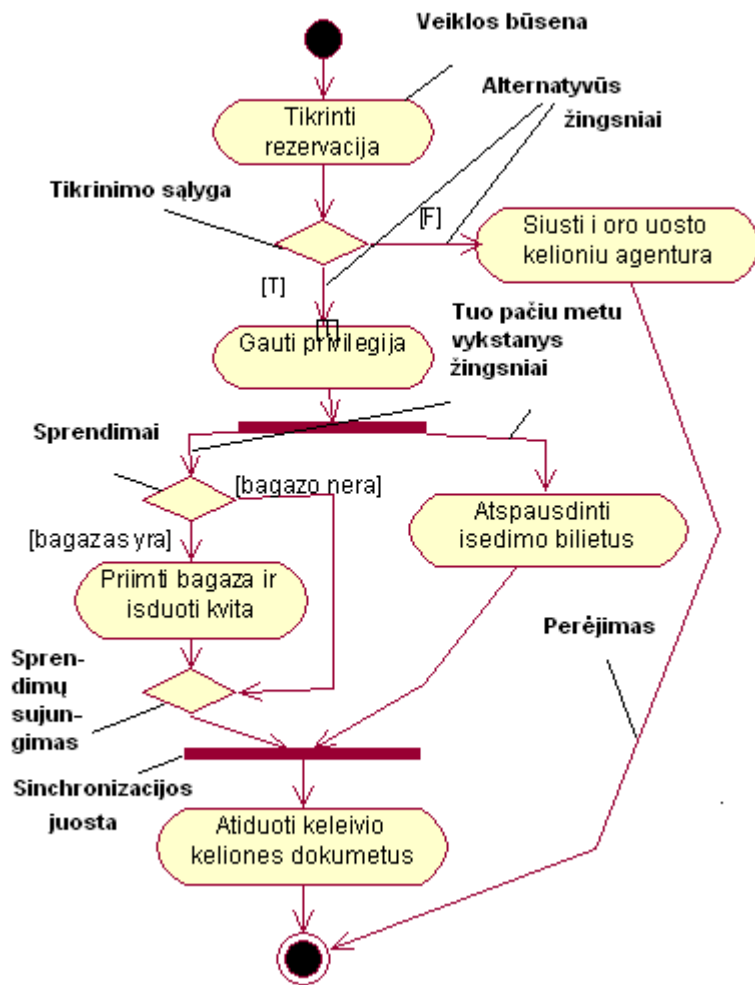 Veiklos būsena
Alternatyvūs
žingsniai
Tikrinti
rezervacija
Tikrinimo sąlyga
[F]
Siusti i oro uosto
kelioniu agentura
[T]
[T]
Gauti privilegija
Tuo pačiu metu
vykstanys
žingsniai
Sprendimai
[bagazo nera]
Atspausdinti
isedimo bilietus
[bagazas yra]
Priimti bagaza ir
isduoti kvita
Perėjimas
Spren-
dimų
sujun-
gimas
Sinchronizacijos
juosta
Atiduoti keleivio
keliones dokumetus